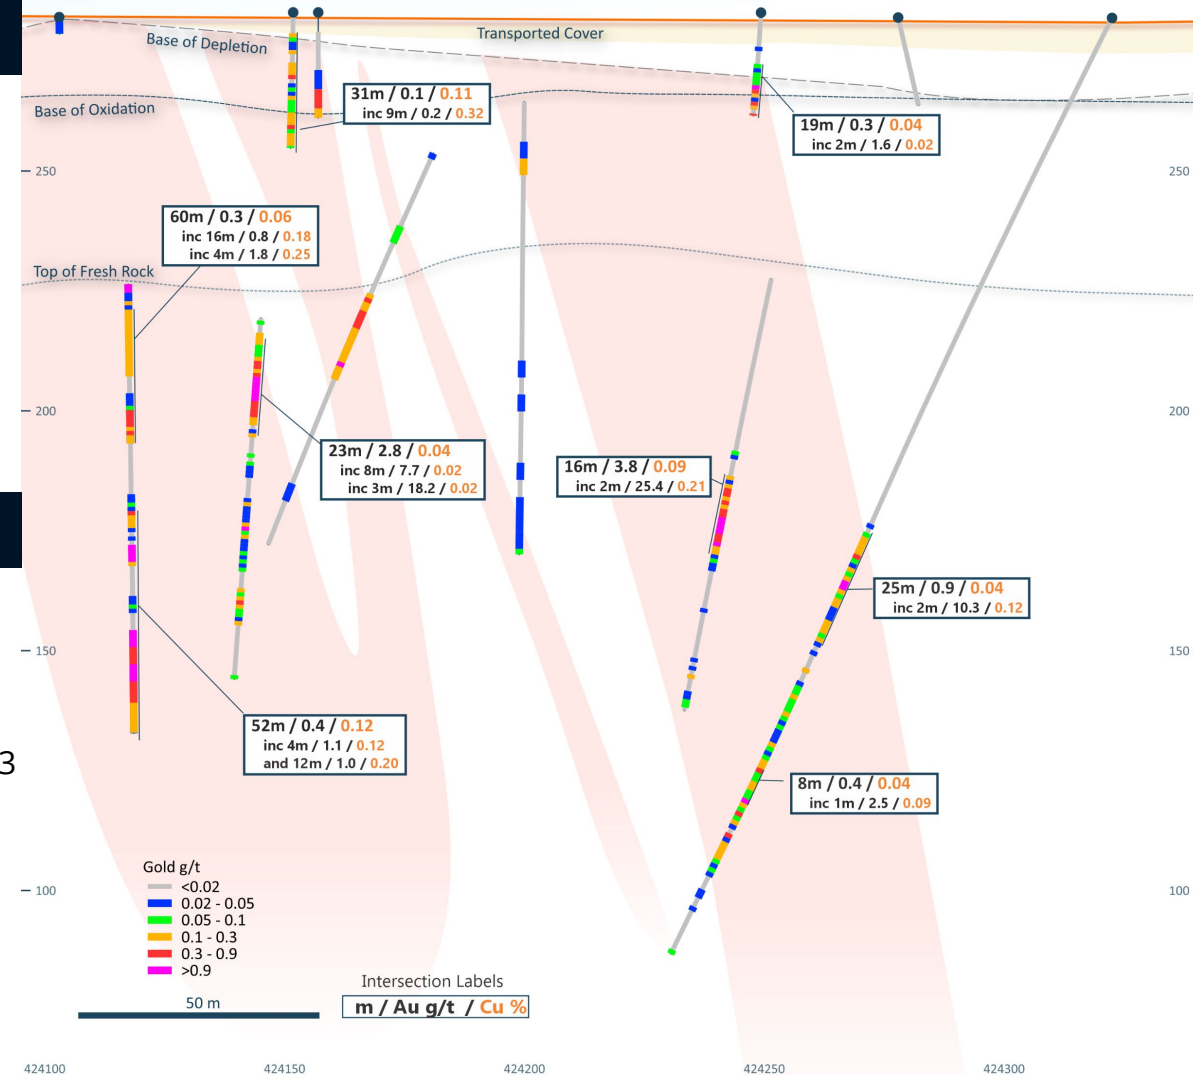 Transported Cover
Base of Depletion
Base of Oxidation
31m / 0.1 / 0.11
inc 9m / 0.2 / 0.32
19m / 0.3 / 0.04
inc 2m / 1.6 / 0.02
250
250
60m / 0.3 / 0.06
inc 16m / 0.8 / 0.18
inc 4m / 1.8 / 0.25
Top of Fresh Rock
200
200
23m / 2.8 / 0.04
inc 8m / 7.7 / 0.02
inc 3m / 18.2 / 0.02
16m / 3.8 / 0.09
inc 2m / 25.4 / 0.21
25m / 0.9 / 0.04
inc 2m / 10.3 / 0.12
150
150
52m / 0.4 / 0.12
inc 4m / 1.1 / 0.12
and 12m / 1.0 / 0.20
3
8m / 0.4 / 0.04
inc 1m / 2.5 / 0.09
100
100
Gold g/t
<0.02
0.02 - 0.05
0.05 - 0.1
0.1 - 0.3
0.3 - 0.9
>0.9
50 m
Intersection Labels
m / Au g/t / Cu %
424100
424150
424200
424250
424300